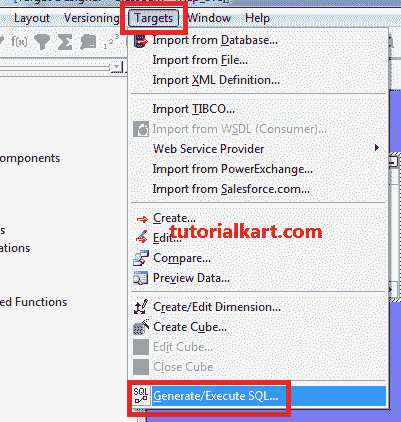 Layout Versioning Targets Window Help
Import from Database...
Import from File...
Import XML Definition...
Import TIBCO...
Import from WSDL (Consumer)...
Web Service Provider
Import from PowerExchange...
Import from Salesforce.com...
Create...
tutorialkart.com
Edit...
Compare...
Preview Data...
Create/Edit Dimension...
Create Cube...
Edit Cube
Close Cube
SQL Generate/Execute SQL...
omponents
s
ations
ed Functions